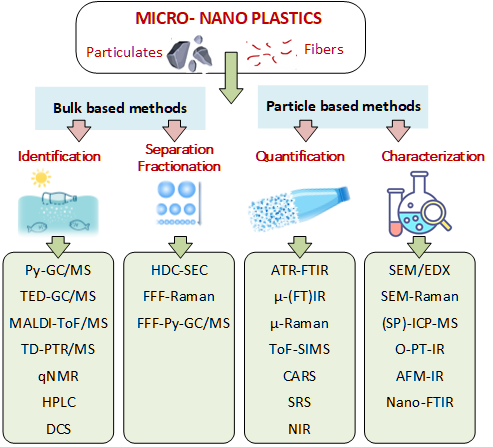 MICRO- NANO PLASTICS
Particulates
Fibers
Bulk based methods
Particle based methods
Identification
Separation
Fractionation
Quantification
Characterization
Py-GC/MS
TED-GC/MS
MALDI-ToF/MS
TD-PTR/MS
qNMR
HPLC
DCS
HDC-SEC
FFF-Raman
FFF-Py-GC/MS
ATR-FTIR
μ-(FT)IR
μ-Raman
ToF-SIMS
CARS
SRS
NIR
SEM/EDX
SEM-Raman
(SP)-ICP-MS
O-PT-IR
AFM-IR
Nano-FTIR